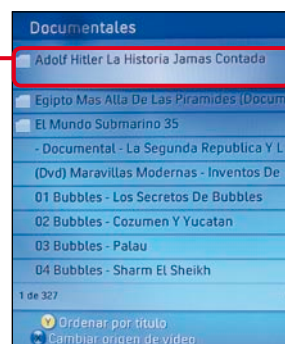 Documentales
Adolf Hitler La Historia Jamas Contada
Egipto Mas Alla De Las Piramides (Docum
El Mundo Submarino 35
- Documental - La Segunda Republica Y L
(Dvd) Maravillas Modernas - Inventos De
01 Bubbles - Los Secretos De Bubbles
02 Bubbles - Cozumen Y Yucatan
03 Bubbles - Palau
04 Bubbles - Sharm El Sheikh
1 de 327
Y Ordenar por título
Cambiar origen de vídeo